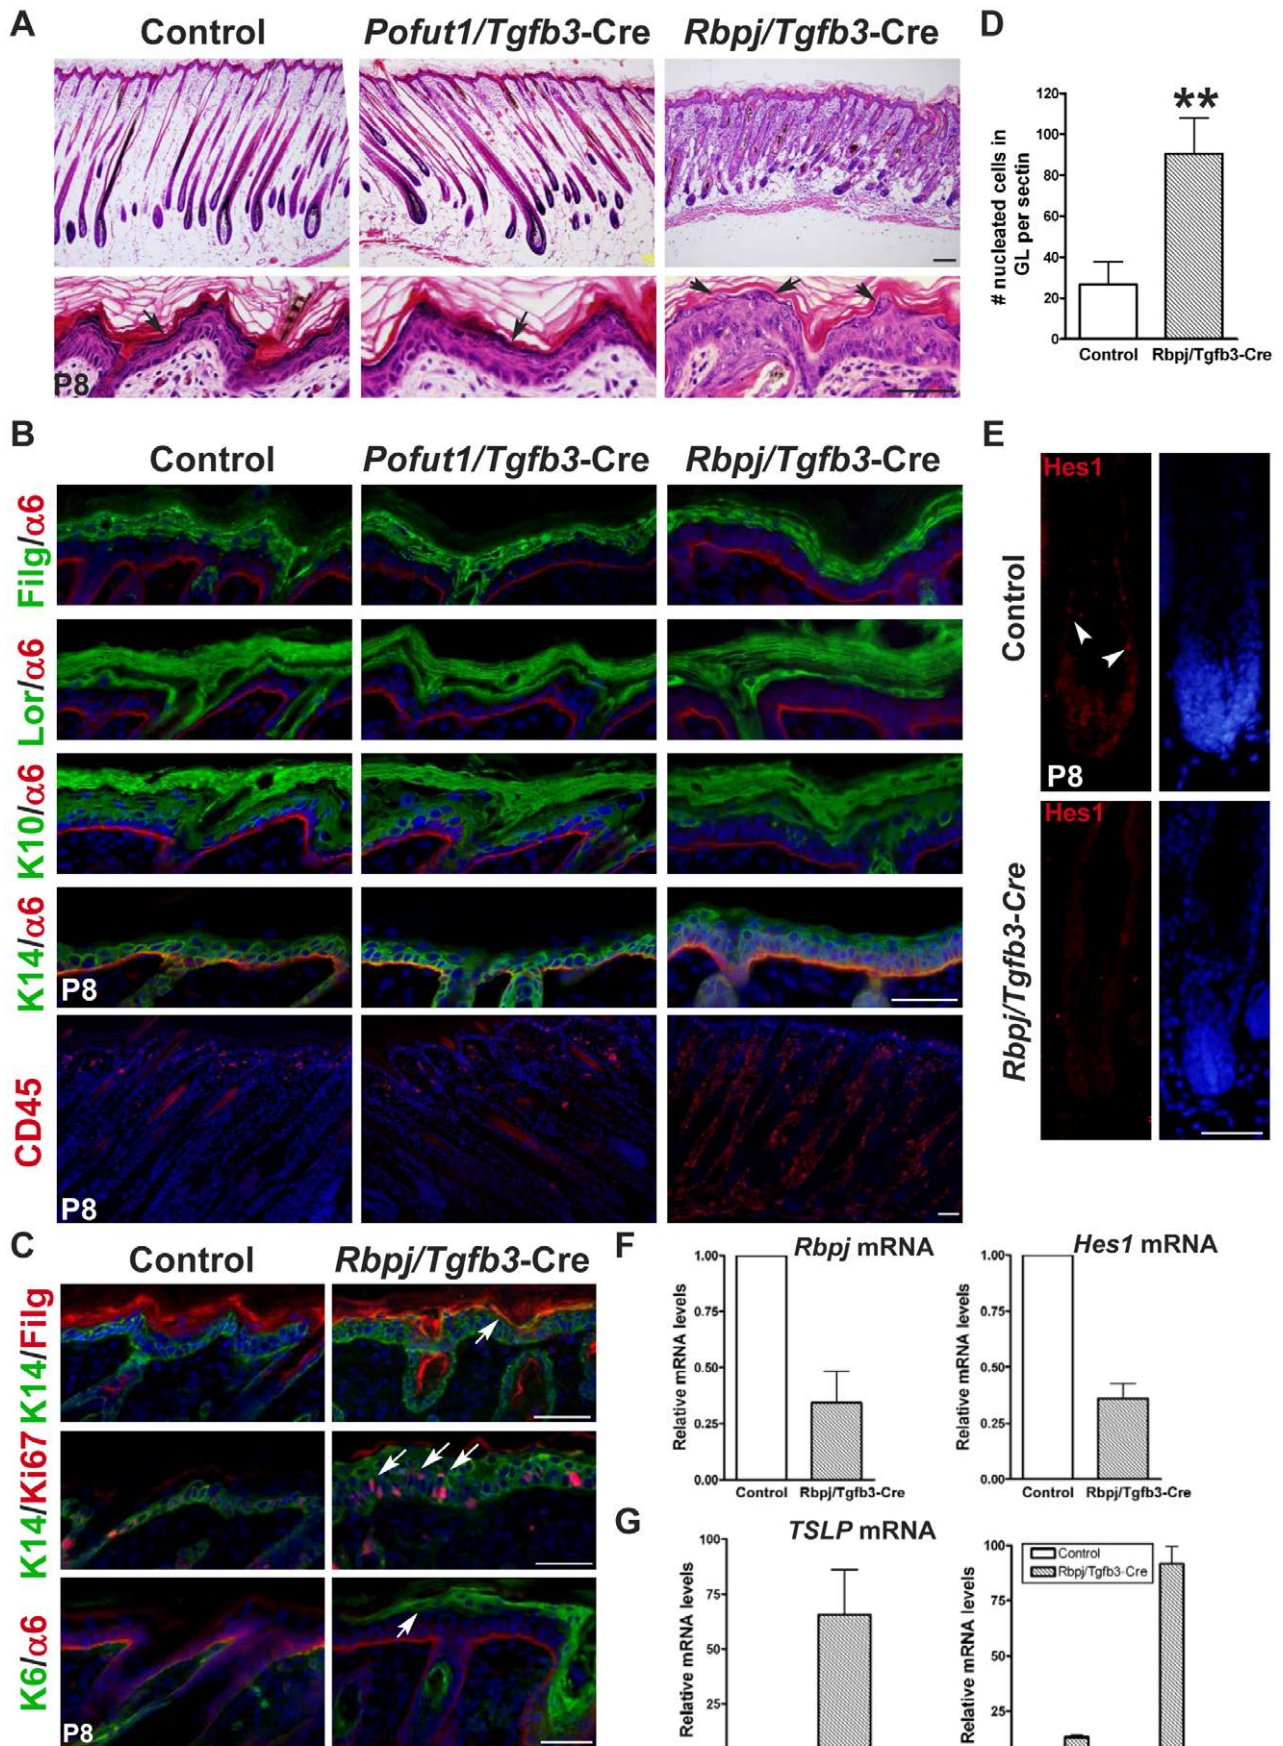 A
Control
Pofut1/Tgfb3-Cre
Rbpj/Tgfb3-Cre
P8
D
# nucleated cells in
GL per sectin
120
100
80
60
40
20
0
Control
Rbpj/Tgfb3-Cre
**
B
Control
Pofut1/Tgfb3-Cre
Rbpj/Tgfb3-Cre
Filg/α6
Lor/α6
K10/α6
K14/α6
P8
CD45
P8
E
Control
Hes1
P8
Rbpj/Tgfb3-Cre
Hes1
C
Control
Rbpj/Tgfb3-Cre
K14/Filg
K14/Ki67
K6/α6
P8
F
Rbpj mRNA
Relative mRNA levels
1.00
0.75
0.50
0.25
0.00
Control
Rbpj/Tgfb3-Cre
Hes1 mRNA
Relative mRNA levels
1.00
0.75
0.50
0.25
0.00
Control
Rbpj/Tgfb3-Cre
G
TSLP mRNA
Relative mRNA levels
100
75
50
25
Relative mRNA levels
100
75
50
25
Control
Rbpj/Tgfb3-Cre